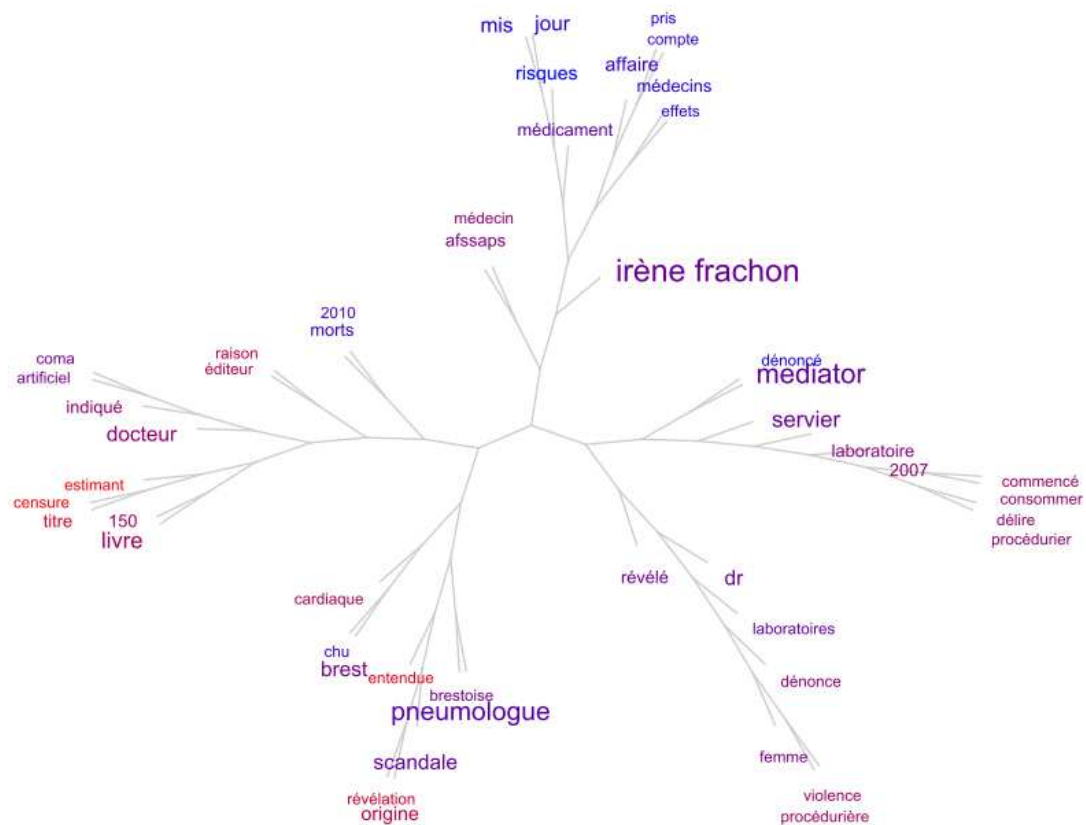 mis jour
pris
compte
affaire
risques
médecins
effets
médicament
médecin
afssaps
irène frachon
2010
morts
raison
éditeur
coma
artificiel
indiqué
docteur
dénoncé
mediator
servier
laboratoire
2007
commencé
consommer
délire
procédurier
estimant
censure
titre
150
livre
révélé
dr
cardiaque
laboratoires
chu
brest
entendue
dénonce
brestoise
pneumologue
femme
scandale
violence
procédurière
révélation
origine